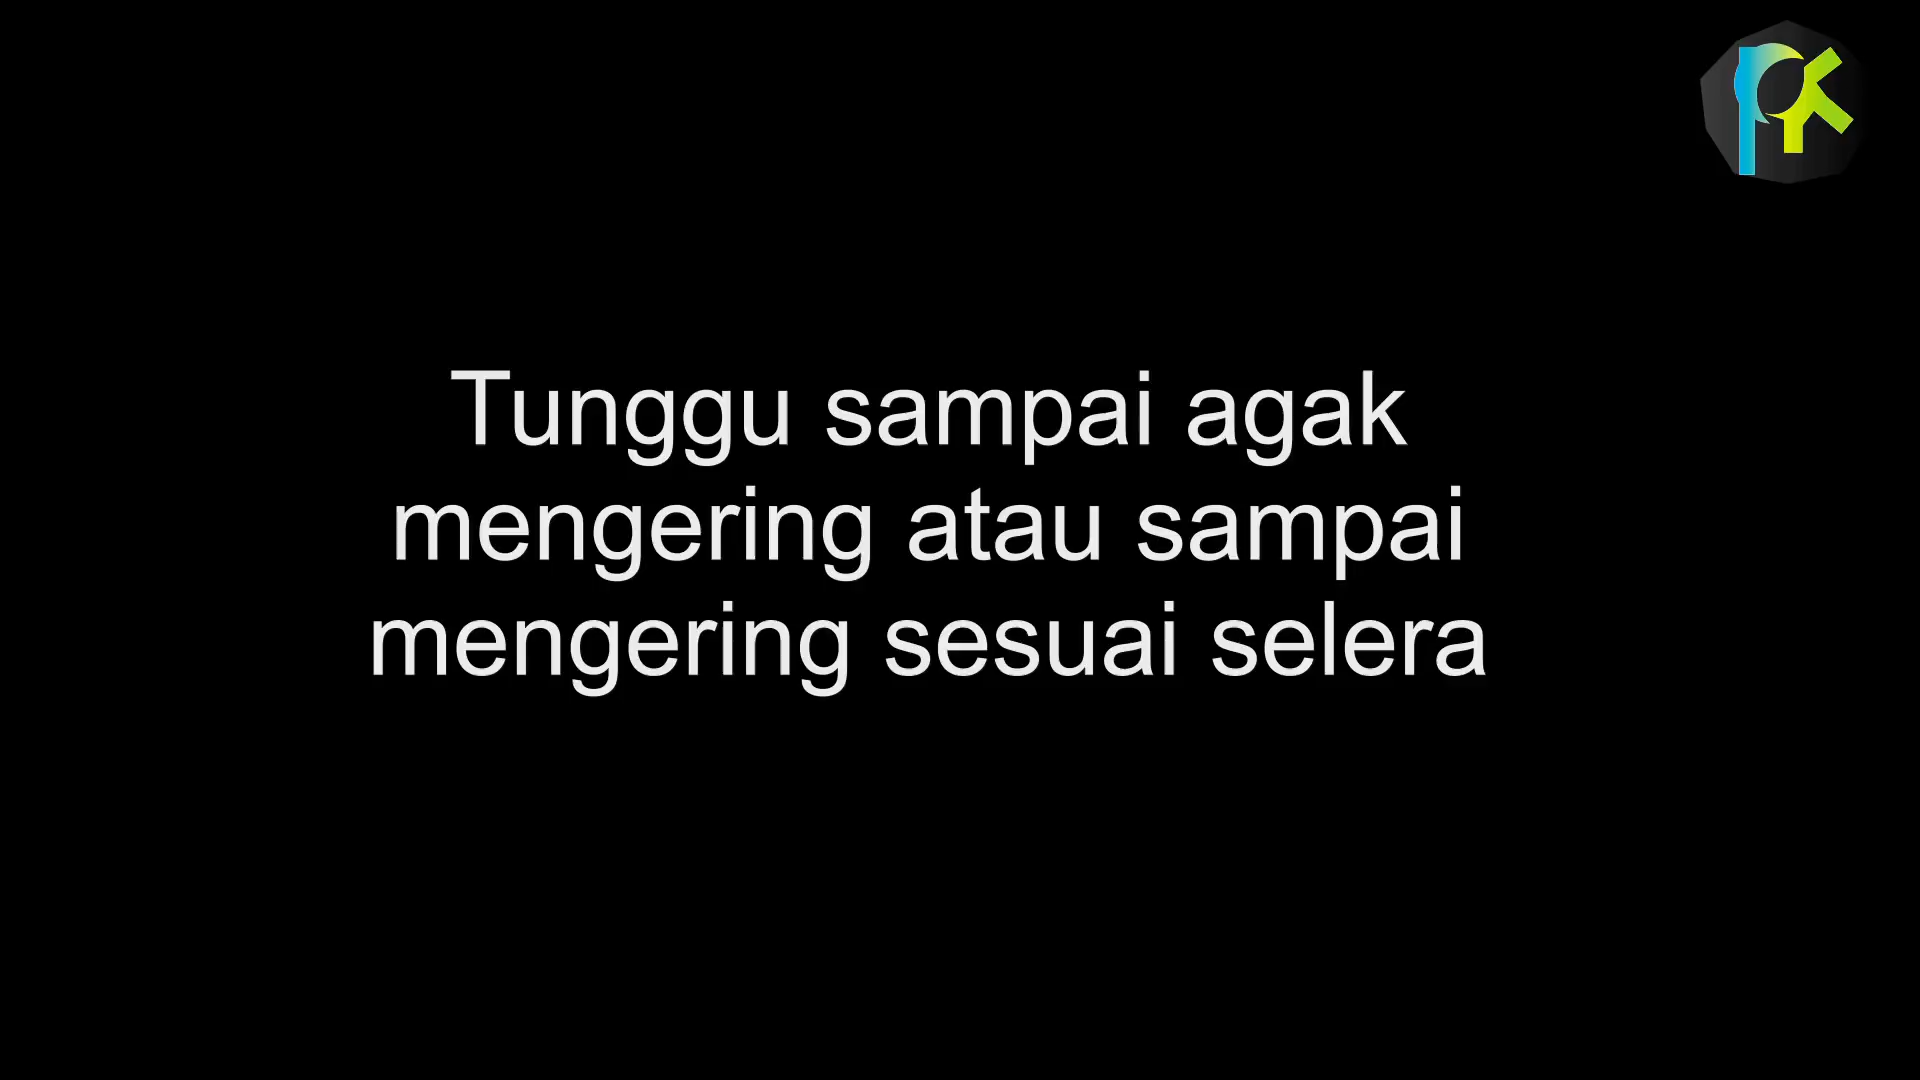 Tunggu sampai agak
mengering atau sampai
mengering sesuai selera